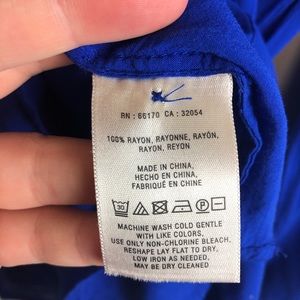 RN : 66170 CA : 32054
100% RAYON, RAYONNE, RAYÓN,
RAYON, REYON
MADE IN CHINA,
HECHO EN CHINA,
FABRIQUÉ EN CHINE
30
P
MACHINE WASH COLD GENTLE
WITH LIKE COLORS,
USE ONLY NON-CHLORINE BLEACH.
RESHAPE LAY FLAT TO DRY,
LOW IRON AS NEEDED,
MAY BE DRY CLEANED